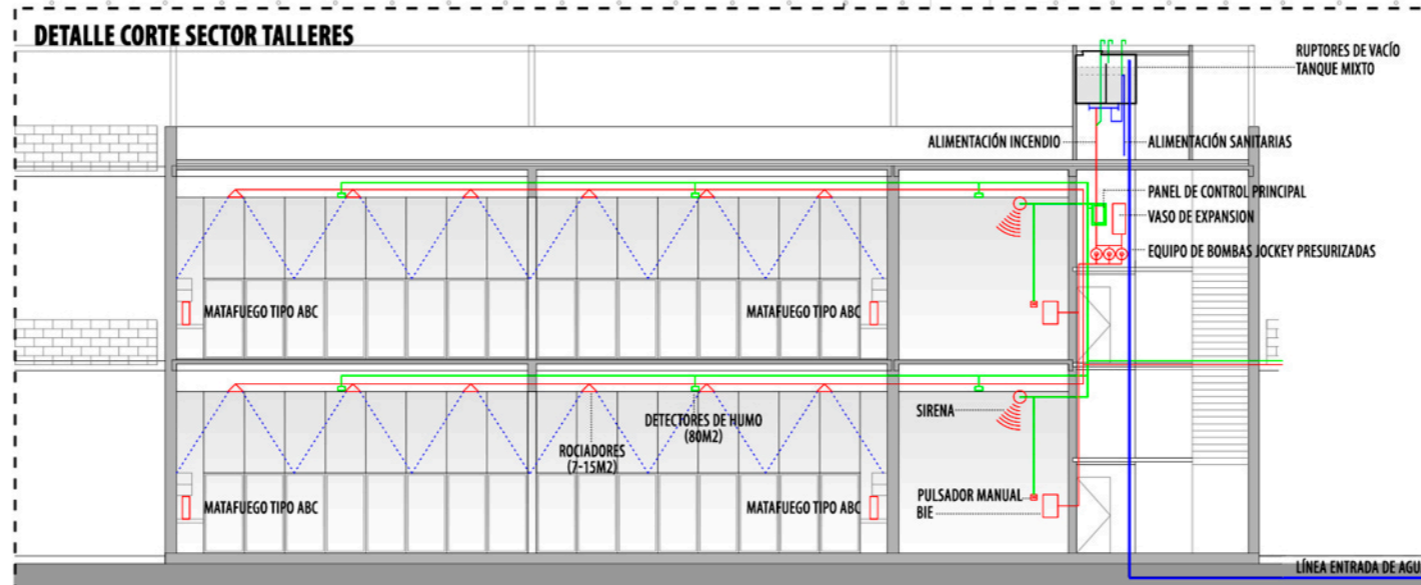 DETALLE CORTE SECTOR TALLERES
RUPTORES DE VACÍO
TANQUE MIXTO
ALIMENTACIÓN INCENDIO
ALIMENTACIÓN SANITARIAS
PANEL DE CONTROL PRINCIPAL
VASO DE EXPANSION
EQUIPO DE BOMBAS JOCKEY PRESURIZADAS
MATAFUEGO TIPO ABC
MATAFUEGO TIPO ABC
SIRENA
DETECTORES DE HUMO
(80M2)
ROCIADORES
(7-15M2)
MATAFUEGO TIPO ABC
MATAFUEGO TIPO ABC
PULSADOR MANUAL
BIE
LÍNEA ENTRADA DE AGU